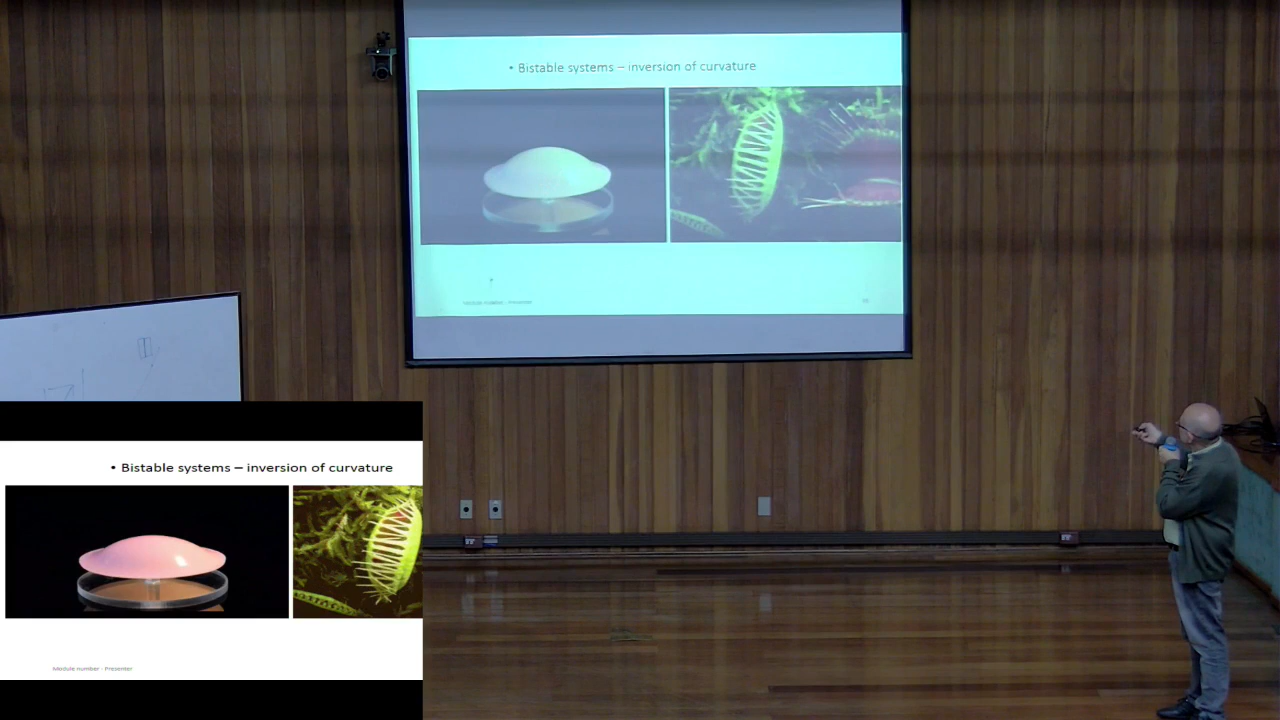 • Bistable systems – inversion of curvature
Module number - Presenter
• Bistable systems – inversion of curvature
Module number - Presenter